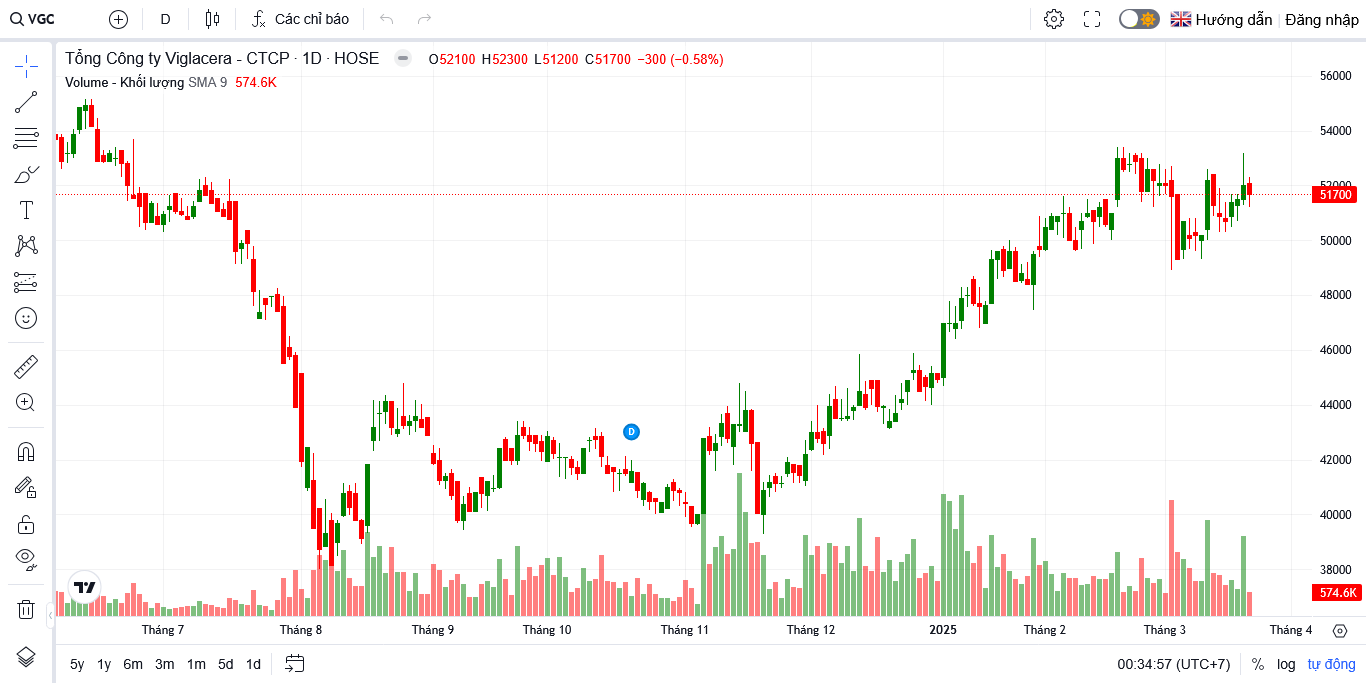 VGC D Các chỉ báo Hướng dẫn Đăng nhập
Tổng Công ty Viglacera - CTCP · 1D · HOSE O52100 H52300 L51200 C51700 −300 (−0.58%)
Volume - Khối lượng SMA 9 574.6K
56000
54000
52000
51700
50000
48000
46000
44000
D
42000
40000
38000
574.6K
Tháng 7 Tháng 8 Tháng 9 Tháng 10 Tháng 11 Tháng 12 2025 Tháng 2 Tháng 3 Tháng 4
5y 1y 6m 3m 1m 5d 1d 00:34:57 (UTC+7) % log tự động